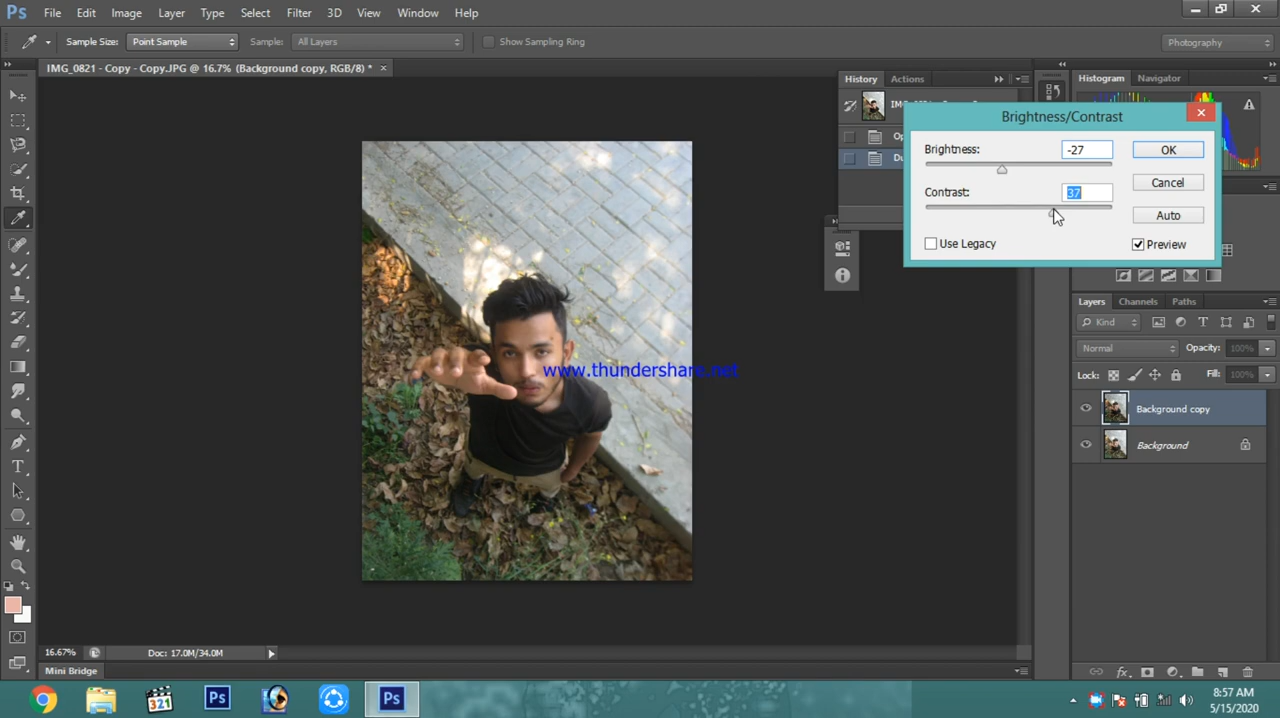 Ps File Edit Image Layer Type Select Filter 3D View Window Help
Sample Size: Point Sample Sample: All Layers Show Sampling Ring Photography
IMG_0821 - Copy - Copy.JPG @ 16.7% (Background copy, RGB/8) * ×
History Actions
Histogram Navigator
Brightness/Contrast
Brightness: -27 OK
Contrast: 37 Cancel
Auto
Use Legacy Preview
Layers Channels Paths
Kind
Normal Opacity: 100%
Lock: Fill: 100%
Background copy
Background
www.thundershare.net
16.67% Doc: 17.0M/34.0M
Mini Bridge
321 Ps Ps
8:57 AM
5/15/2020